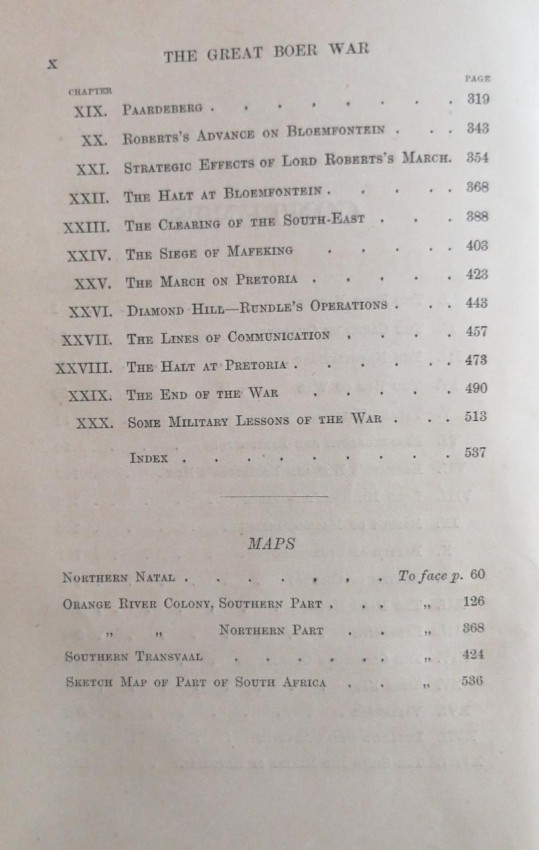 x
THE GREAT BOER WAR
CHAPTER PAGE
XIX. Paardeberg . . . . . . . . . 319
XX. Roberts's Advance on Bloemfontein . . . 343
XXI. Strategic Effects of Lord Roberts's March. 354
XXII. The Halt at Bloemfontein . . . . . 368
XXIII. The Clearing of the South-East . . . 388
XXIV. The Siege of Mafeking . . . . . 403
XXV. The March on Pretoria . . . . . 423
XXVI. Diamond Hill—Rundle's Operations . . . 443
XXVII. The Lines of Communication . . . . 457
XXVIII. The Halt at Pretoria . . . . . . 473
XXIX. The End of the War . . . . . 490
XXX. Some Military Lessons of the War . . . 513
Index . . . . . . . . . . 537
MAPS
Northern Natal . . . . . . To face p. 60
Orange River Colony, Southern Part . . . „ 126
„ „ Northern Part . . „ 368
Southern Transvaal . . . . . . „ 424
Sketch Map of Part of South Africa . . „ 536